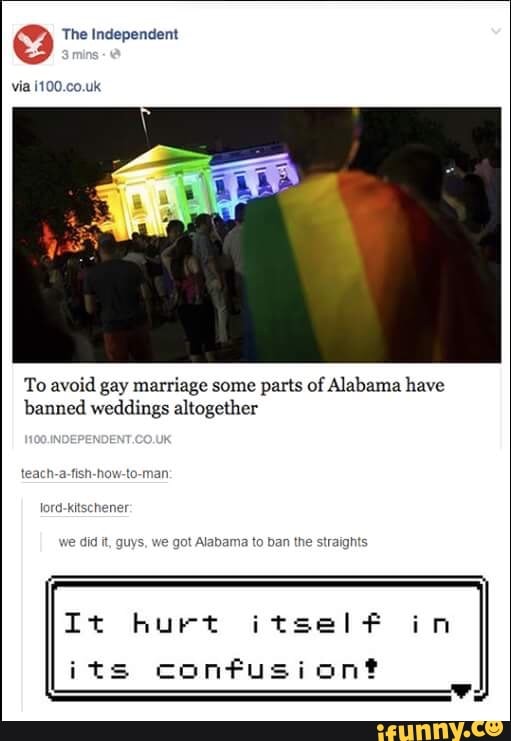 The Independent
3 mins ·
via i100.co.uk
To avoid gay marriage some parts of Alabama have
banned weddings altogether
I100.INDEPENDENT.CO.UK
teach-a-fish-how-to-man:
lord-kitschener:
we did it, guys, we got Alabama to ban the straights
It hurt itself in
its confusion!
ifunny.co